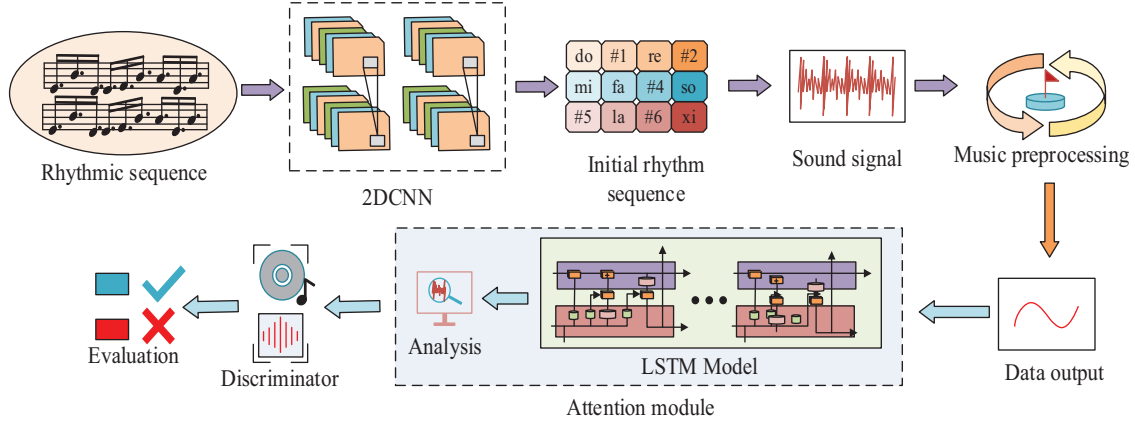 do #1 re #2
mi fa #4 so
#5 la #6 xi
Rhythmic sequence
2DCNN
Initial rhythm
sequence
Sound signal
Music preprocessing
Evaluation
Discriminator
Analysis
LSTM Model
Attention module
Data output